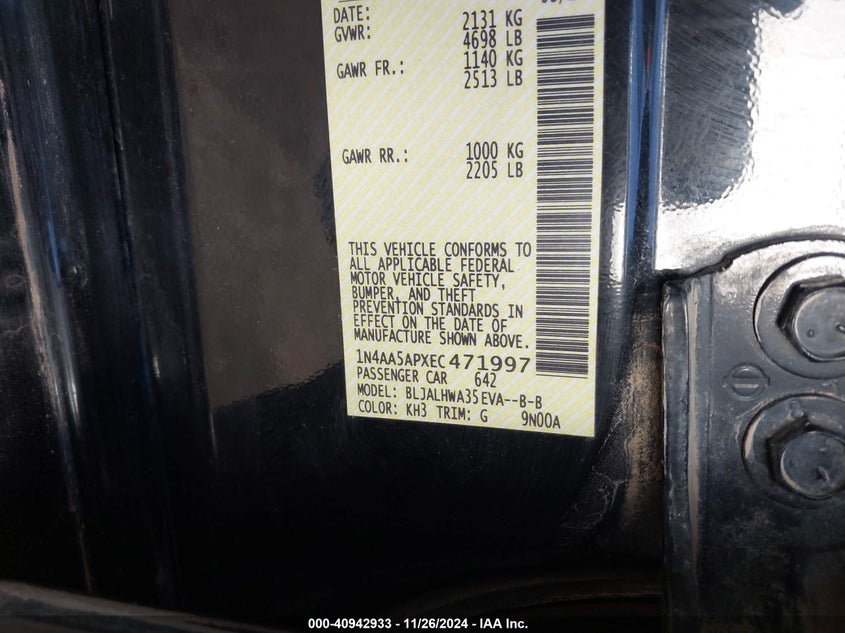 DATE: 2131 KG
GVWR: 4698 LB
1140 KG
GAWR FR.: 2513 LB
GAWR RR.: 1000 KG
2205 LB
THIS VEHICLE CONFORMS TO
ALL APPLICABLE FEDERAL
MOTOR VEHICLE SAFETY,
BUMPER, AND THEFT
PREVENTION STANDARDS IN
EFFECT ON THE DATE OF
MANUFACTURE SHOWN ABOVE.
1N4AA5APXEC471997
PASSENGER CAR 642
MODEL: BLJALHWA35EVA--B-B
COLOR: KH3 TRIM: G 9N00A
000-40942933 - 11/26/2024 - IAA Inc.